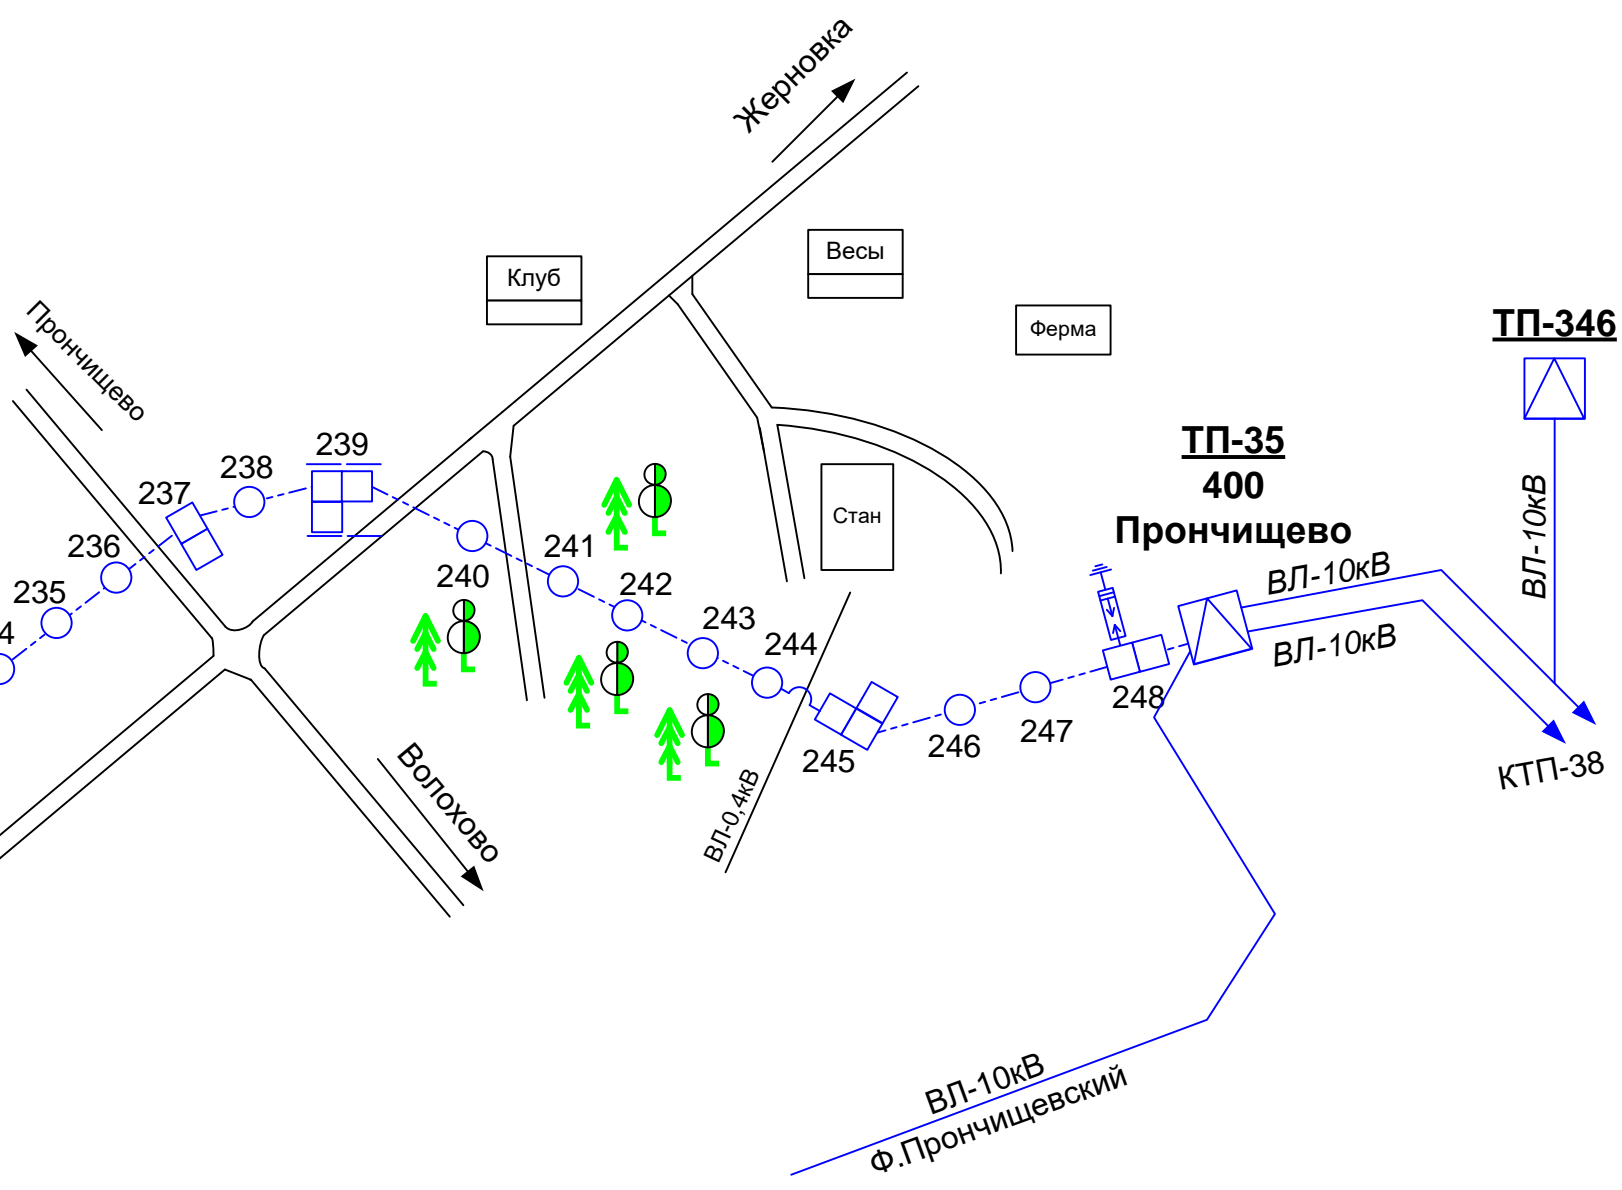 Жерновка
Весы
Клуб
Прончищево
Ферма
ТП-346
239
ТП-35
238
400
237
Стан
Прончищево
ВЛ-10кВ
236
241
235
240
242
ВЛ-10кВ
4
243
ВЛ-10кВ
244
248
246
247
245
Волохово
ВЛ-0,4кВ
КТП-38
ВЛ-10кВ
Ф.Прончищевский